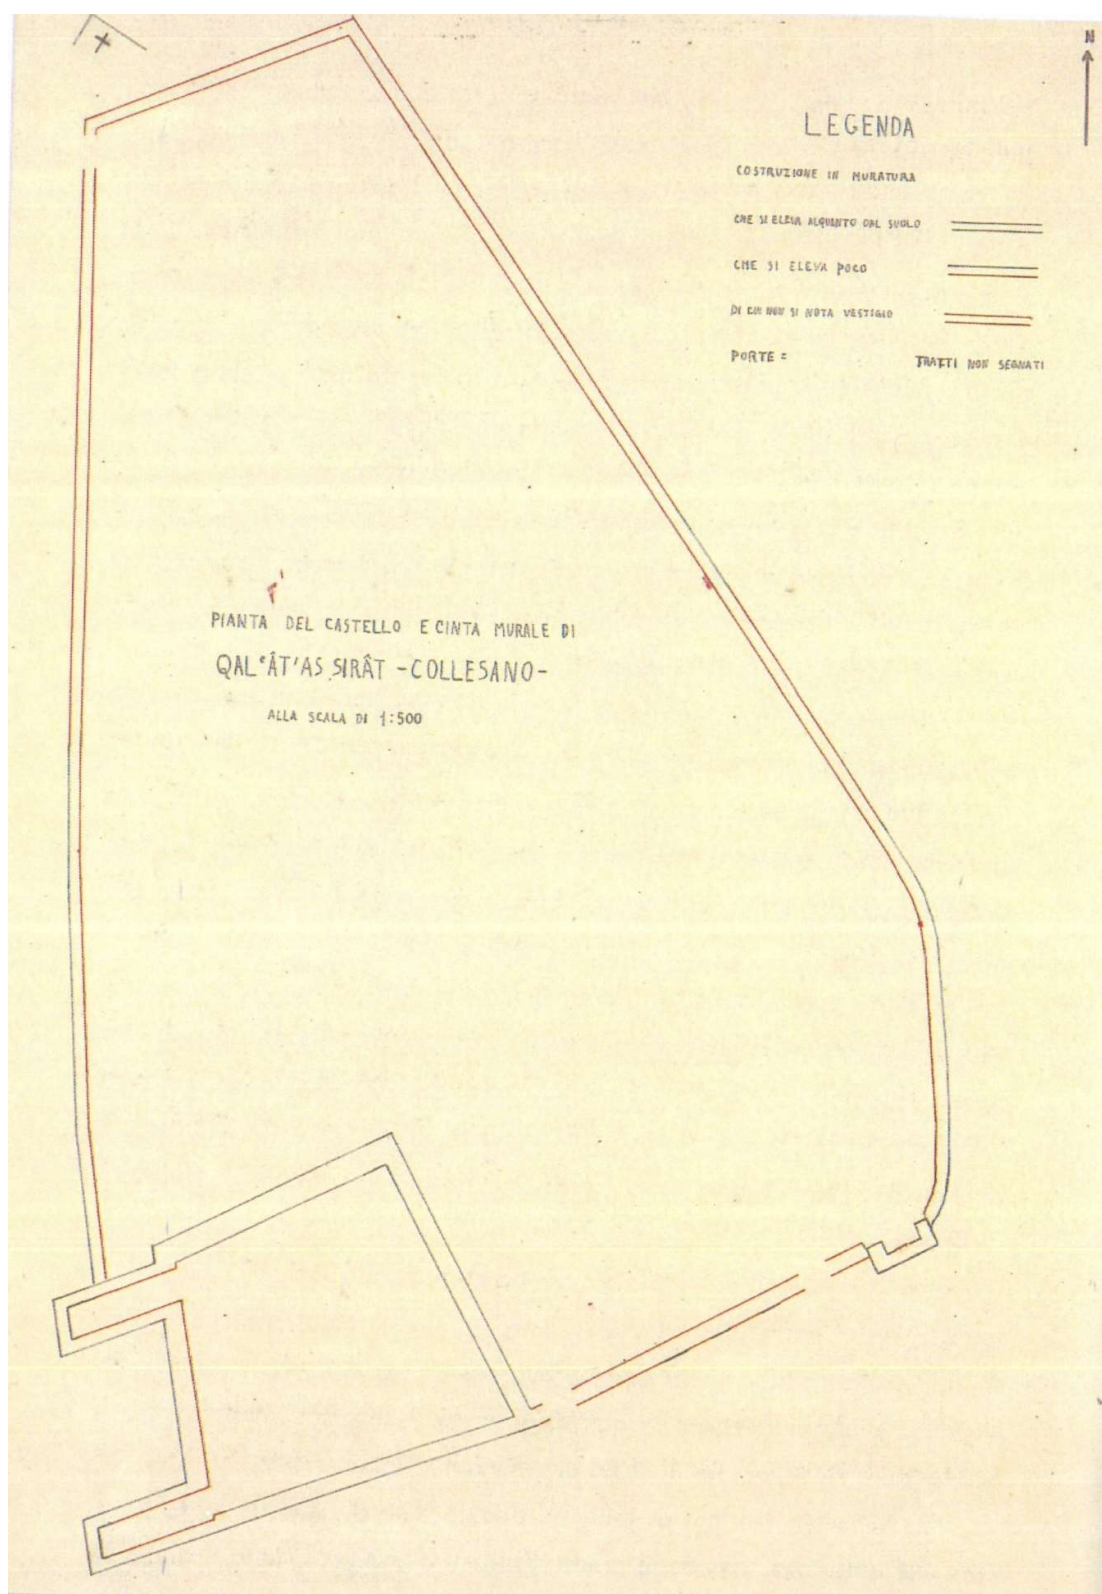 N
LEGENDA
COSTRUZIONE IN MURATURA
CHE SI ELEVA ALQUANTO DAL SUOLO
CHE SI ELEVA POCO
DI CUI NON SI NOTA VESTIGIO
PORTE = TRATTI NON SEGNATI
PIANTA DEL CASTELLO E CINTA MURALE DI
QAL‘ÂT'AS SIRÂT - COLLESANO -
ALLA SCALA DI 1:500